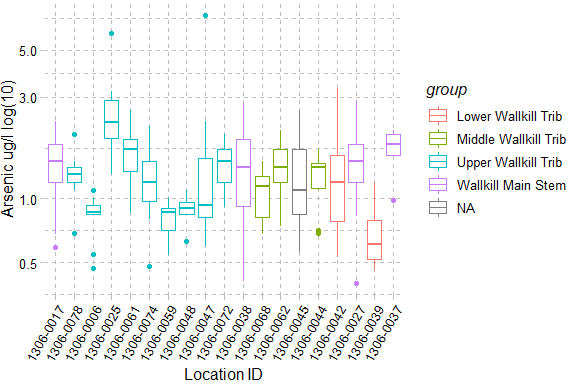 Arsenic ug/l log(10)
5.0
3.0
1.0
0.5
1306-0017
1306-0078
1306-0006
1306-0025
1306-0061
1306-0074
1306-0059
1306-0048
1306-0047
1306-0072
1306-0038
1306-0068
1306-0062
1306-0045
1306-0044
1306-0042
1306-0027
1306-0039
1306-0037
Location ID
group
Lower Wallkill Trib
Middle Wallkill Trib
Upper Wallkill Trib
Wallkill Main Stem
NA